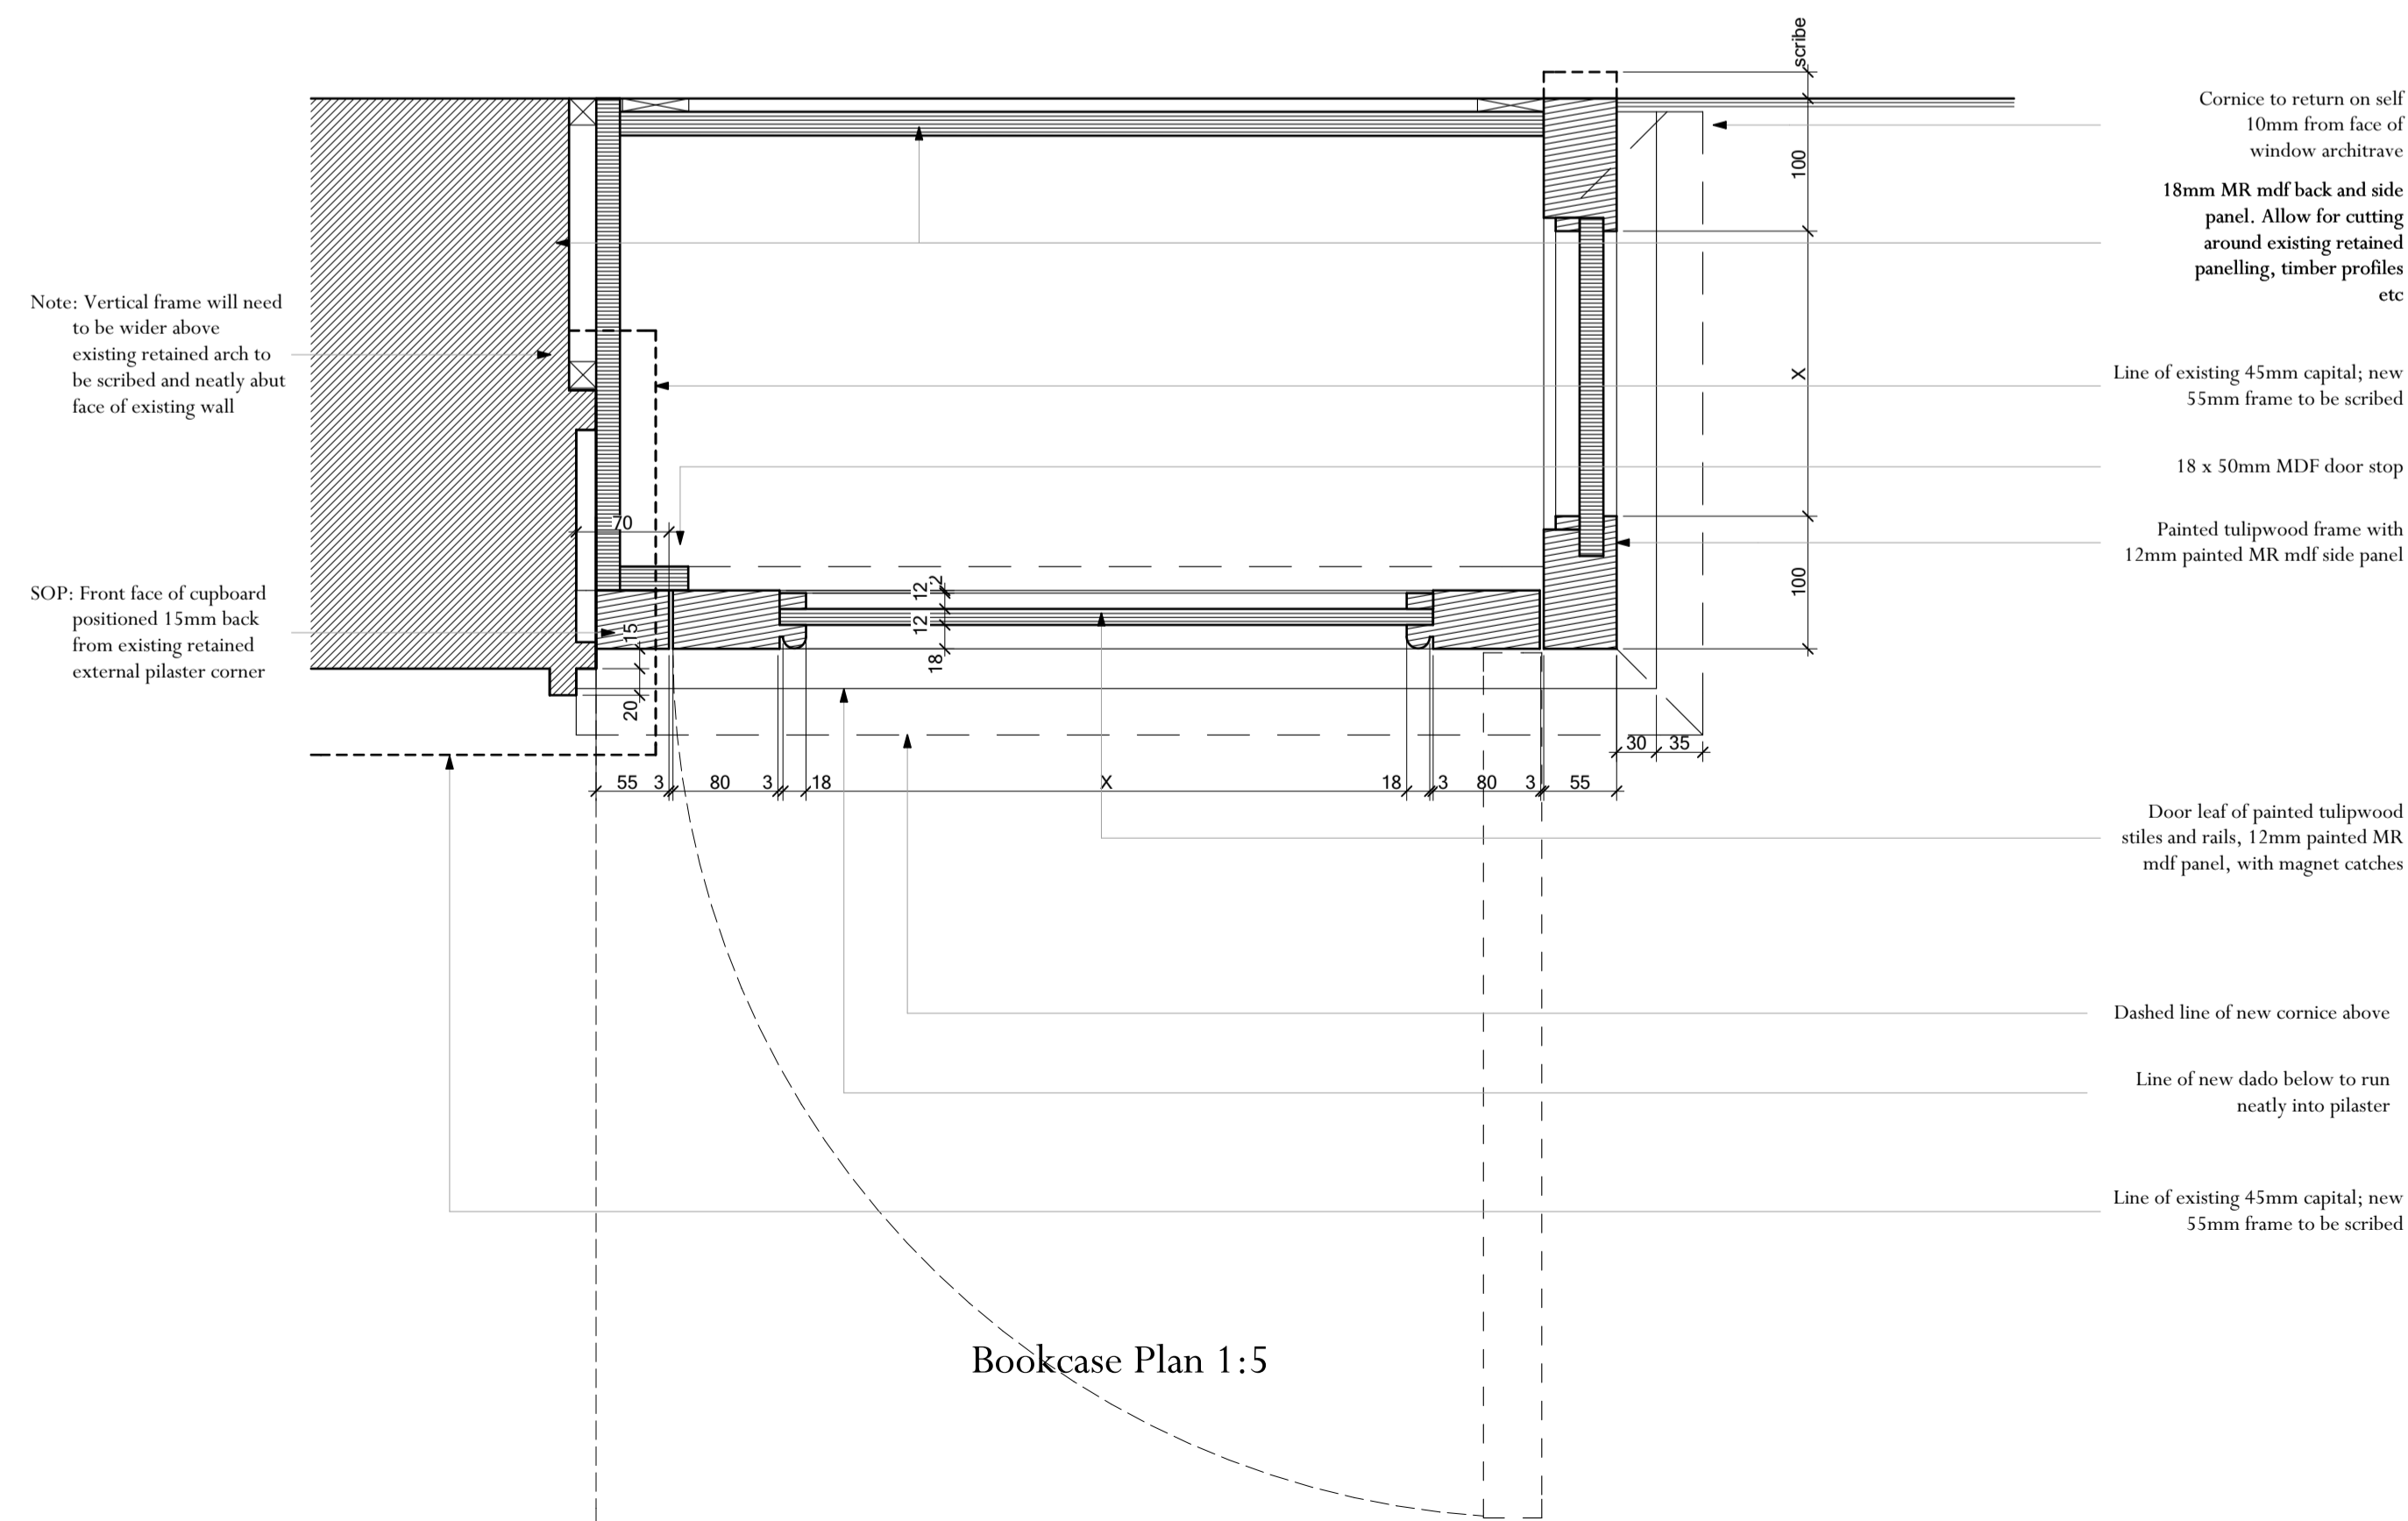 scribe
Cornice to return on self
10mm from face of
window architrave
100
18mm MR mdf back and side
panel. Allow for cutting
around existing retained
panelling, timber profiles
etc
Note: Vertical frame will need
to be wider above
existing retained arch to
be scribed and neatly abut
face of existing wall
X
Line of existing 45mm capital; new
55mm frame to be scribed
18 x 50mm MDF door stop
70
Painted tulipwood frame with
12mm painted MR mdf side panel
SOP: Front face of cupboard
positioned 15mm back
from existing retained
external pilaster corner
2
12
12
18
100
15
20
30 35
55 3 80 3 18 X 18 3 80 3 55
Door leaf of painted tulipwood
stiles and rails, 12mm painted MR
mdf panel, with magnet catches
Dashed line of new cornice above
Line of new dado below to run
neatly into pilaster
Line of existing 45mm capital; new
55mm frame to be scribed
Bookcase Plan 1:5